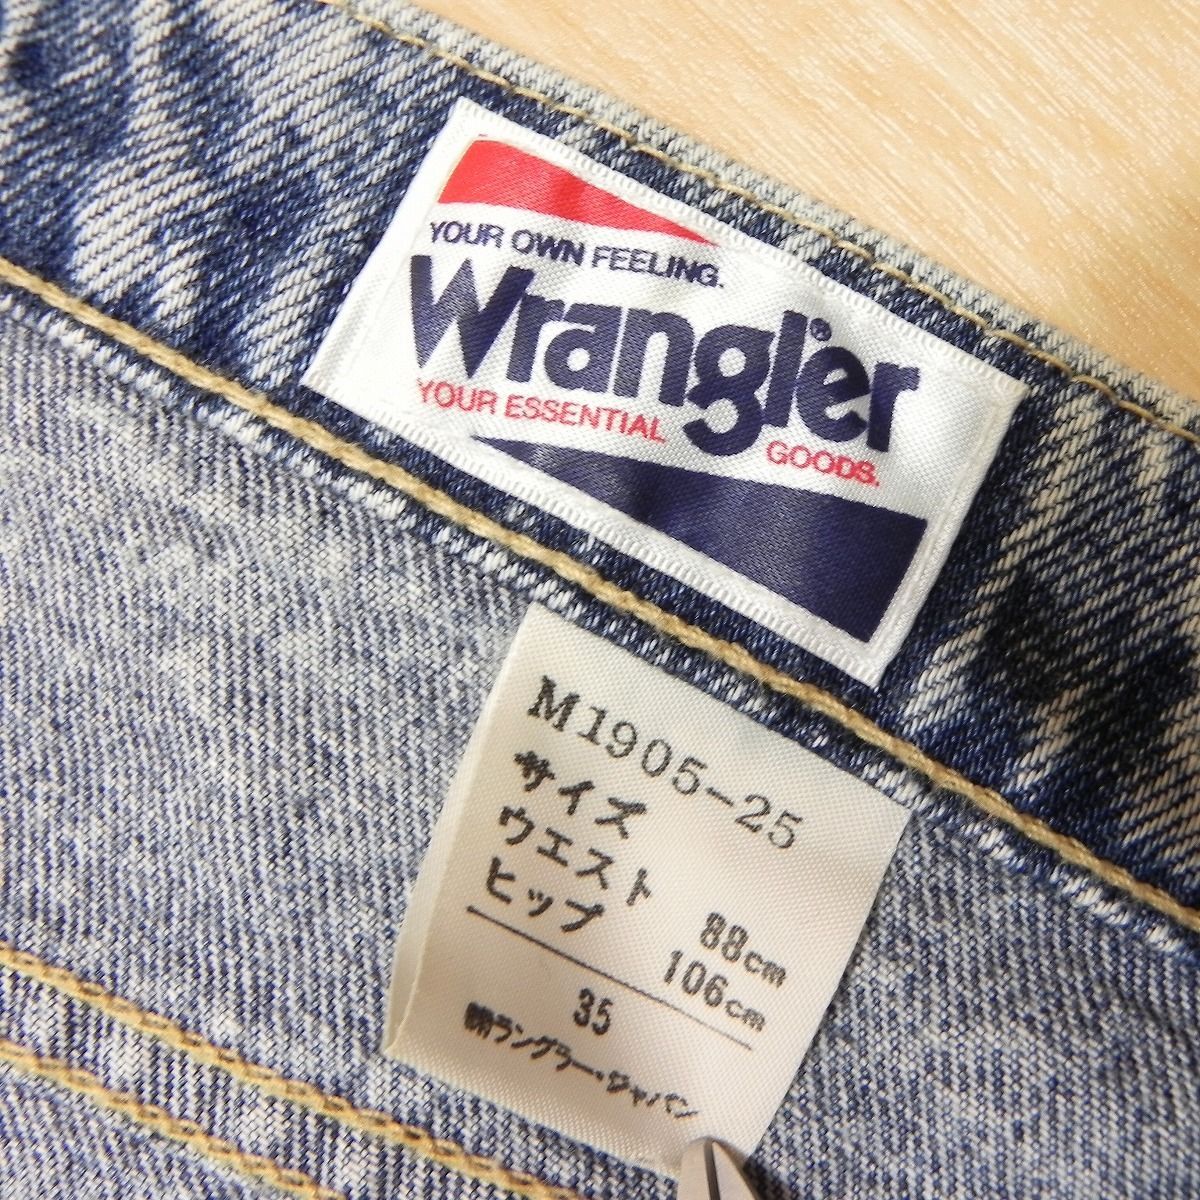 YOUR OWN FEELING.
Wrangler®
YOUR ESSENTIAL GOODS.
M1905-25
サイズ
ウエスト 88cm
ヒップ 106cm
35
㈱ラングラー・ジャパン